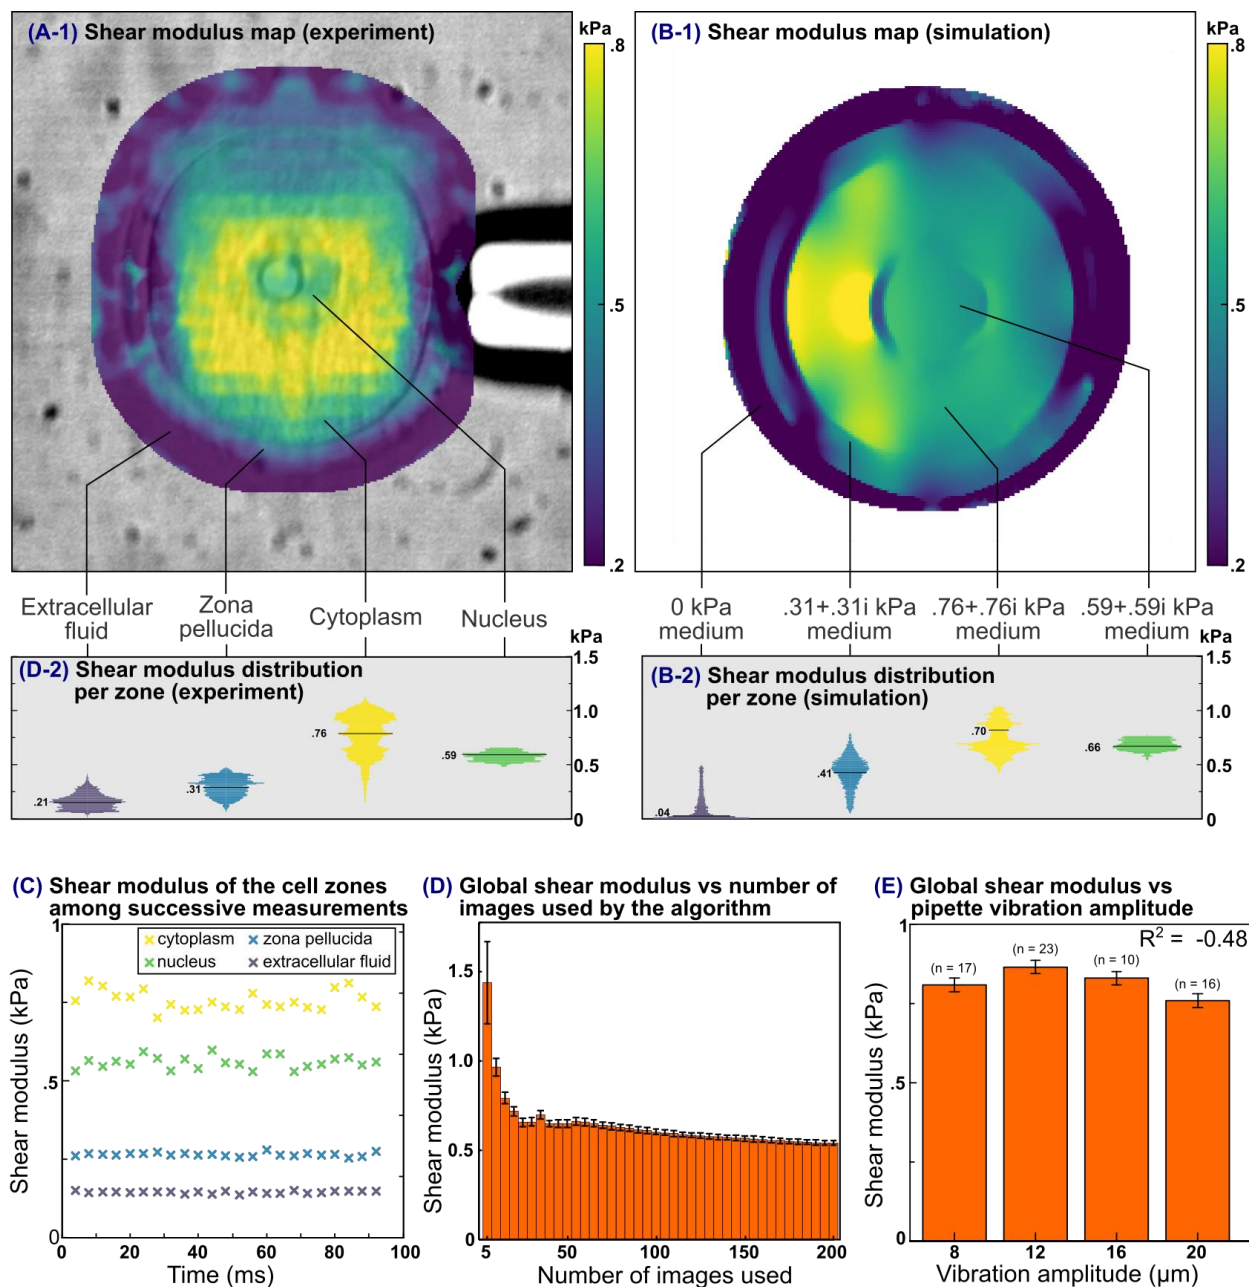 (A-1) Shear modulus map (experiment)
kPa
.8
.5
.2
(B-1) Shear modulus map (simulation)
kPa
.8
.5
.2
Extracellular
fluid
Zona
pellucida
Cytoplasm
Nucleus
0 kPa
medium
.31+.31i kPa
medium
.76+.76i kPa
medium
.59+.59i kPa
medium
(D-2) Shear modulus distribution
per zone (experiment)
kPa
1.5
1.0
0.5
0
.21
.31
.76
.59
(B-2) Shear modulus distribution
per zone (simulation)
kPa
1.5
1.0
0.5
0
.04
.41
.70
.66
(C) Shear modulus of the cell zones
among successive measurements
1
.5
0
Shear modulus (kPa)
cytoplasm
zona pellucida
nucleus
extracellular fluid
0 20 40 60 80 100
Time (ms)
(D) Global shear modulus vs number of
images used by the algorithm
1.5
1.0
0.5
0
Shear modulus (kPa)
5 50 100 150 200
Number of images used
(E) Global shear modulus vs
pipette vibration amplitude
R² = -0.48
1
.5
0
Shear modulus (kPa)
(n = 17)
(n = 23)
(n = 10)
(n = 16)
8 12 16 20
Vibration amplitude (µm)